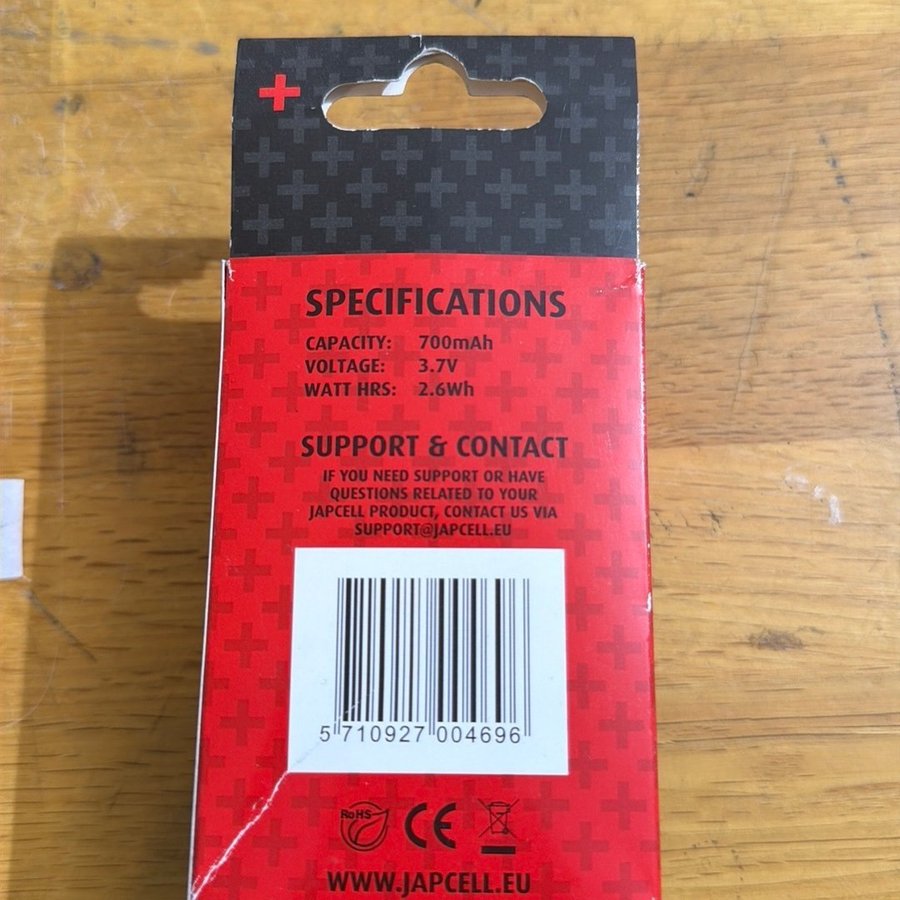 SPECIFICATIONS
CAPACITY: 700mAh
VOLTAGE: 3.7V
WATT HRS: 2.6Wh
SUPPORT & CONTACT
IF YOU NEED SUPPORT OR HAVE
QUESTIONS RELATED TO YOUR
JAPCELL PRODUCT, CONTACT US VIA
SUPPORT@JAPCELL.EU
5 710927 004696
RoHS CE
WWW.JAPCELL.EU